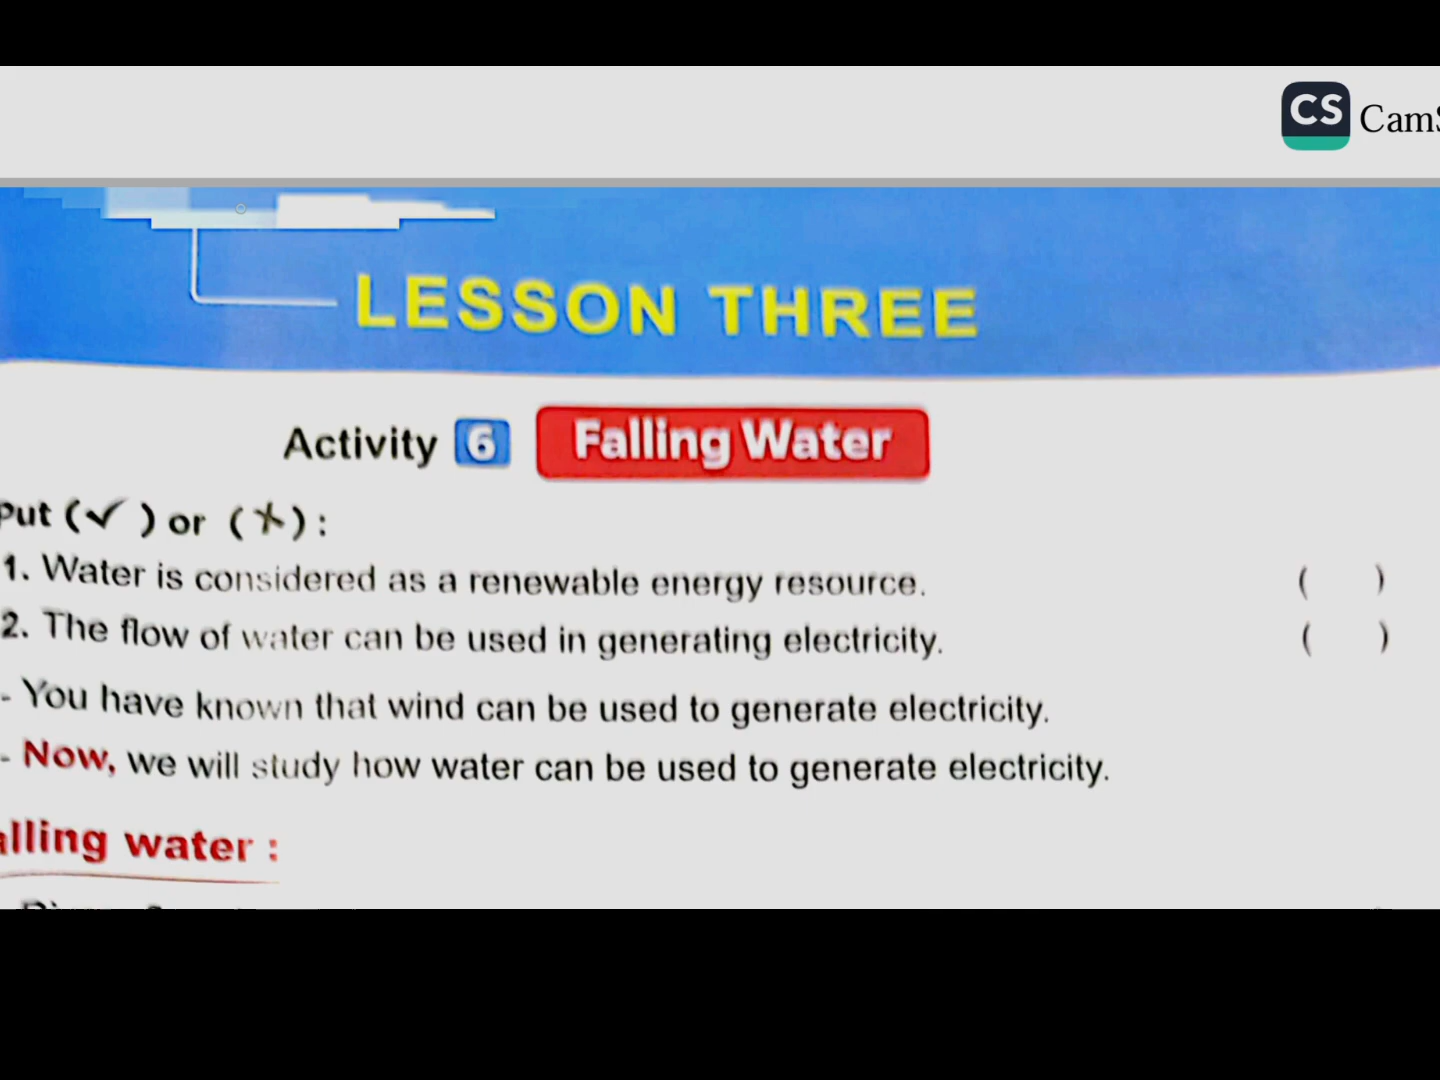 CS Cam
LESSON THREE
Activity 6 Falling Water
Put (✓) or (✗) :
1. Water is considered as a renewable energy resource. ( )
2. The flow of water can be used in generating electricity. ( )
- You have known that wind can be used to generate electricity.
- Now, we will study how water can be used to generate electricity.
alling water :